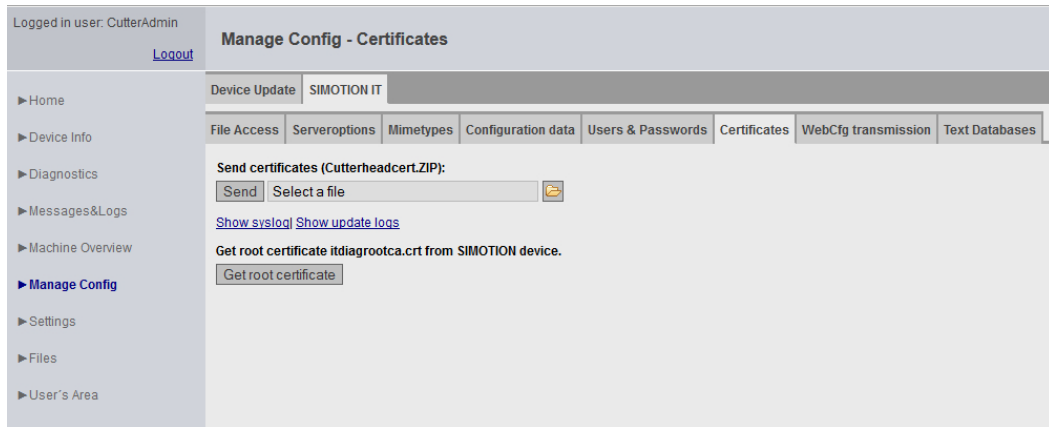 Logged in user: CutterAdmin
Logout
Manage Config - Certificates
Device Update SIMOTION IT
File Access Serveroptions Mimetypes Configuration data Users & Passwords Certificates WebCfg transmission Text Databases
►Home
►Device Info
►Diagnostics
►Messages&Logs
►Machine Overview
►Manage Config
►Settings
►Files
►User´s Area
Send certificates (Cutterheadcert.ZIP):
Send Select a file
Show syslog| Show update logs
Get root certificate itdiagrootca.crt from SIMOTION device.
Get root certificate